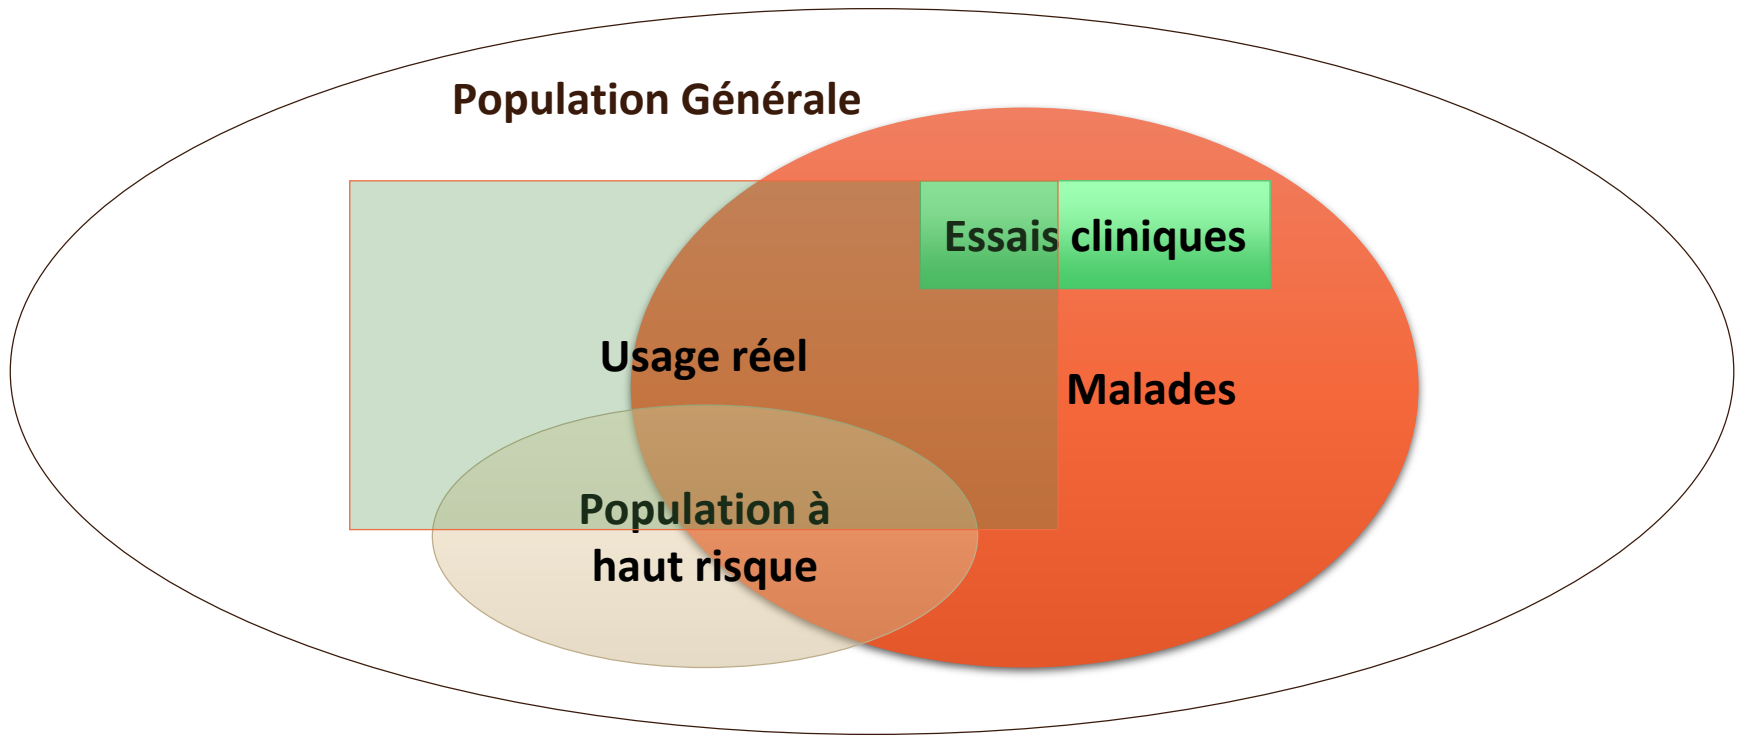 Population Générale
Essais cliniques
Usage réel
Malades
Population à
haut risque